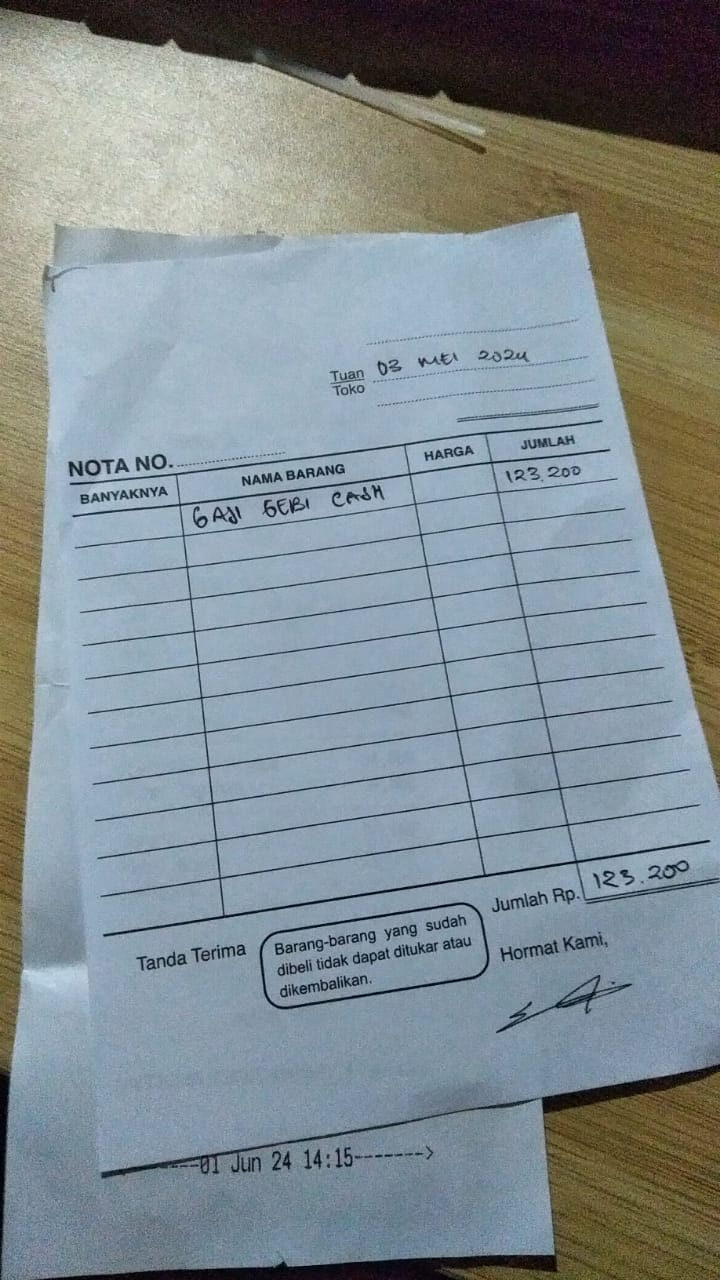 Tuan 03 MEI 2024
Toko
NOTA NO.
BANYAKNYA NAMA BARANG HARGA JUMLAH
GAJI GEBI CASH 123.200
Jumlah Rp. 123.200
Tanda Terima
Barang-barang yang sudah
dibeli tidak dapat ditukar atau
dikembalikan.
Hormat Kami,
01 Jun 24 14:15------->